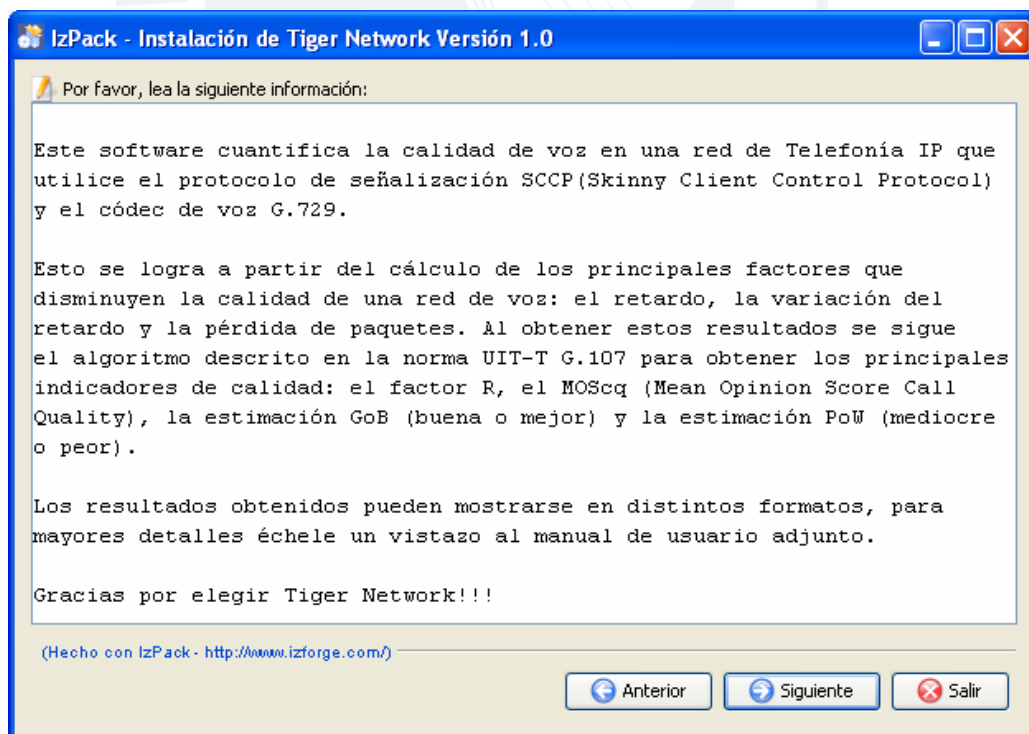 IzPack - Instalación de Tiger Network Versión 1.0
Por favor, lea la siguiente información:
Este software cuantifica la calidad de voz en una red de Telefonía IP que
utilice el protocolo de señalización SCCP(Skinny Client Control Protocol)
y el códec de voz G.729.
Esto se logra a partir del cálculo de los principales factores que
disminuyen la calidad de una red de voz: el retardo, la variación del
retardo y la pérdida de paquetes. Al obtener estos resultados se sigue
el algoritmo descrito en la norma UIT-T G.107 para obtener los principales
indicadores de calidad: el factor R, el MOScq (Mean Opinion Score Call
Quality), la estimación GoB (buena o mejor) y la estimación PoW (mediocre
o peor).
Los resultados obtenidos pueden mostrarse en distintos formatos, para
mayores detalles échele un vistazo al manual de usuario adjunto.
Gracias por elegir Tiger Network!!!
(Hecho con IzPack - http://www.izforge.com/)
Anterior Siguiente Salir